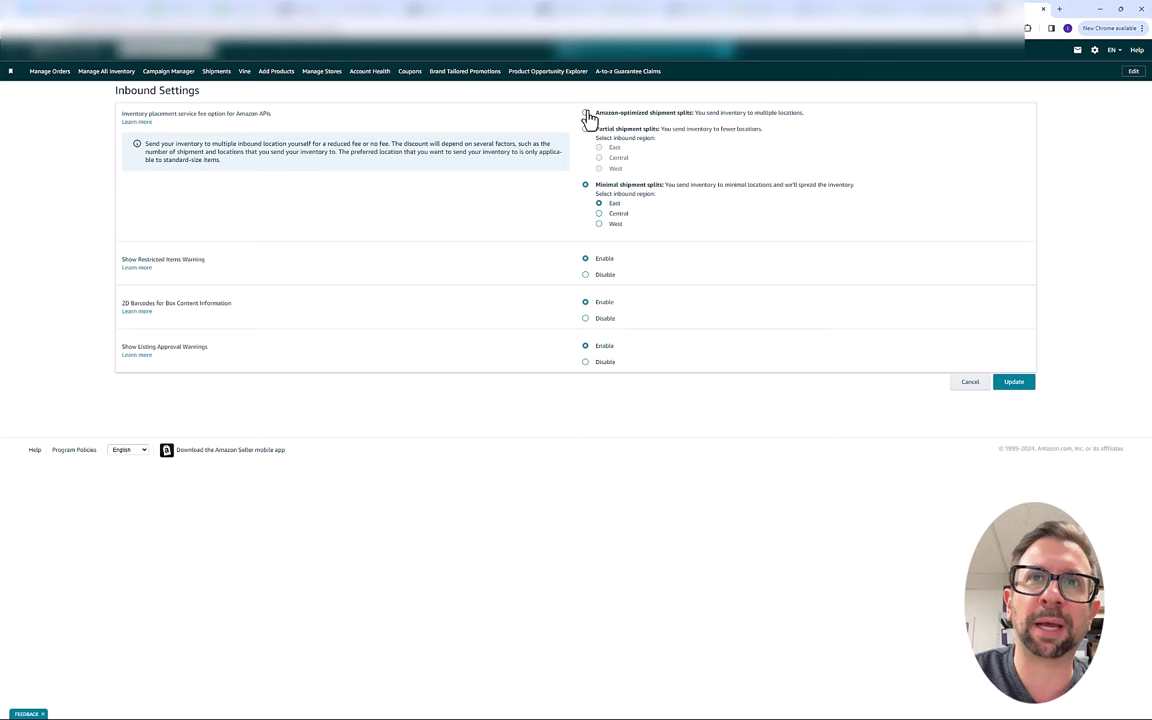 New Chrome available
EN
Help
Manage Orders
Manage All Inventory
Campaign Manager
Shipments
Vine
Add Products
Manage Stores
Account Health
Coupons
Brand Tailored Promotions
Product Opportunity Explorer
A-to-z Guarantee Claims
Edit
Inbound Settings
Inventory placement service fee option for Amazon APIs
Learn more
Send your inventory to multiple inbound location yourself for a reduced fee or no fee. The discount will depend on several factors, such as the
number of shipment and locations that you send your inventory to. The preferred location that you want to send your inventory to is only applica-
ble to standard-size items.
Amazon-optimized shipment splits: You send inventory to multiple locations.
Partial shipment splits: You send inventory to fewer locations.
Select inbound region:
East
Central
West
Minimal shipment splits: You send inventory to minimal locations and we'll spread the inventory.
Select inbound region:
East
Central
West
Show Restricted Items Warning
Learn more
Enable
Disable
2D Barcodes for Box Content Information
Learn more
Enable
Disable
Show Listing Approval Warnings
Learn more
Enable
Disable
Cancel
Update
Help
Program Policies
English
Download the Amazon Seller mobile app
© 1999-2024, Amazon.com, Inc. or its affiliates
FEEDBACK